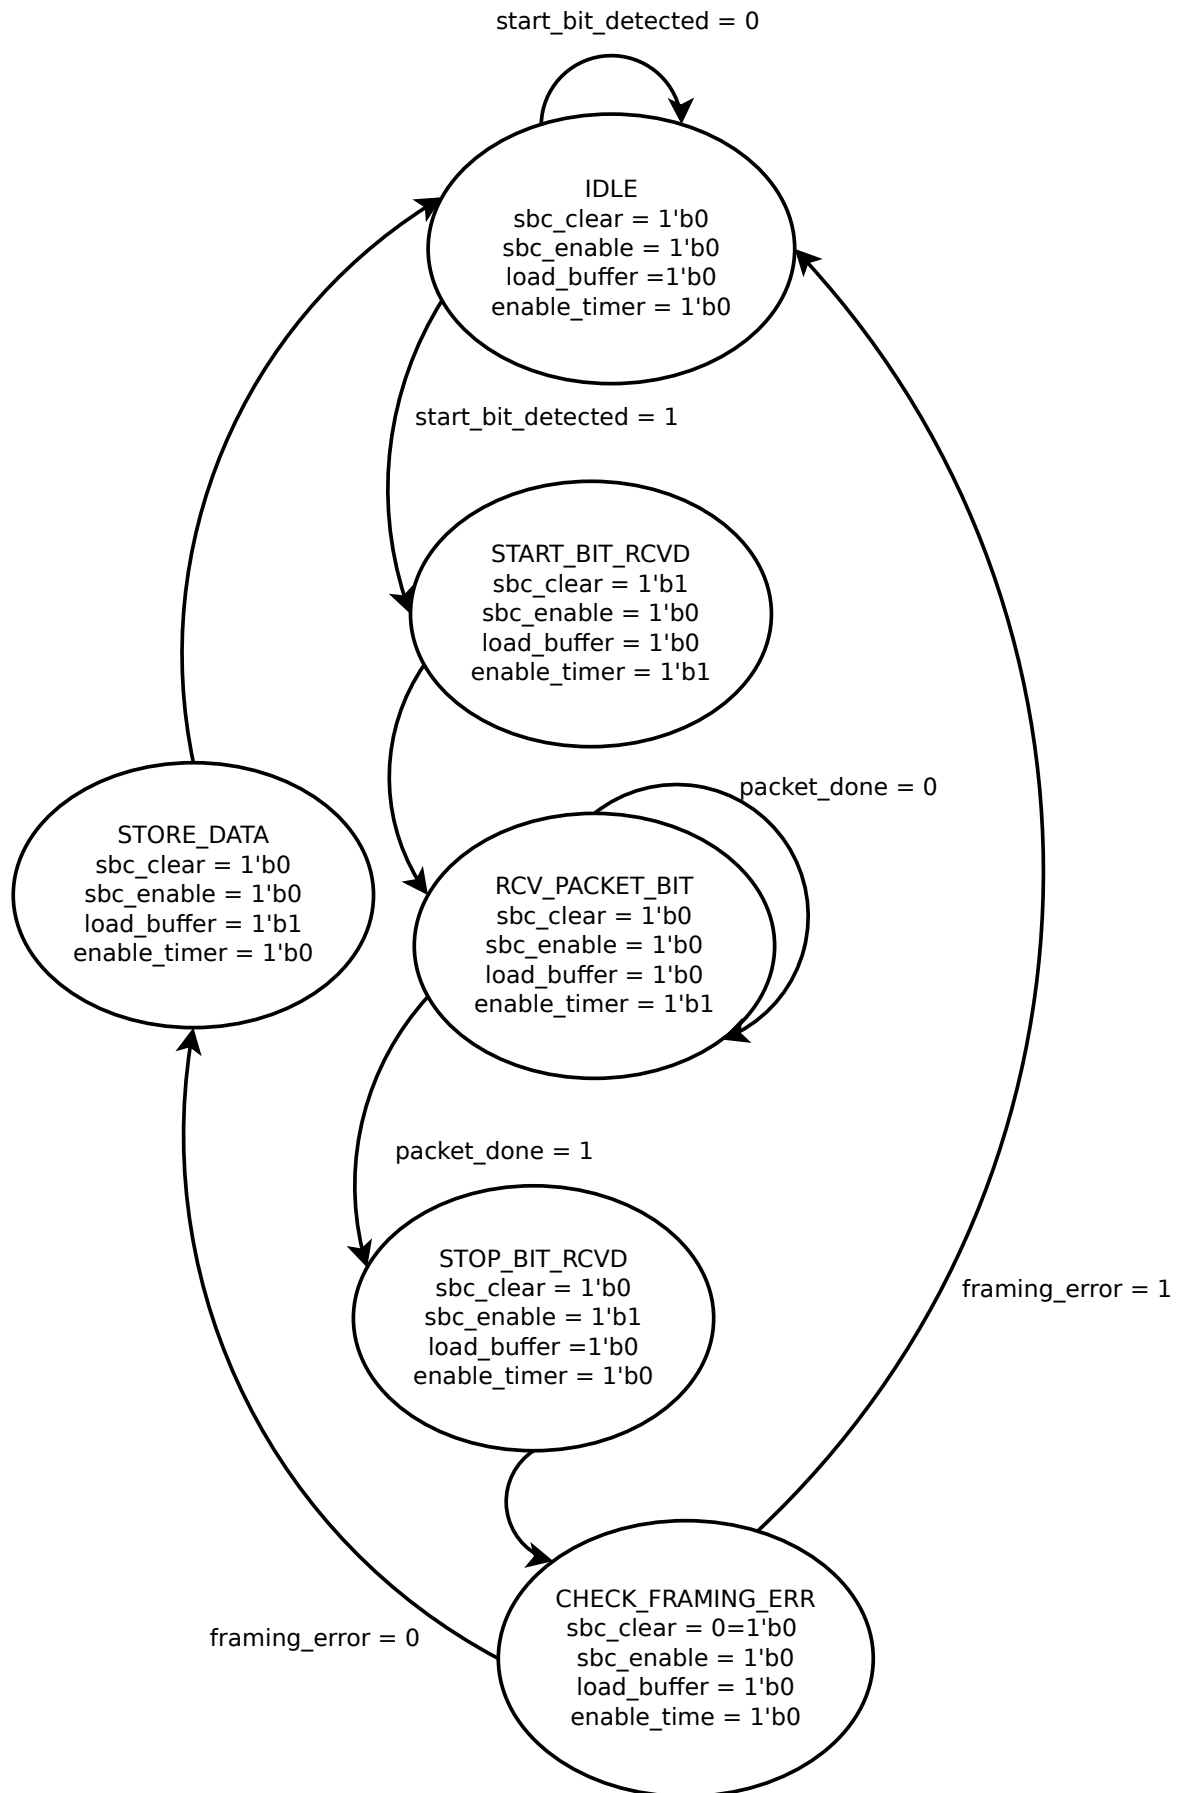 start_bit_detected = 0
IDLE
sbc_clear = 1'b0
sbc_enable = 1'b0
load_buffer =1'b0
enable_timer = 1'b0
start_bit_detected = 1
START_BIT_RCVD
sbc_clear = 1'b1
sbc_enable = 1'b0
load_buffer = 1'b0
enable_timer = 1'b1
packet_done = 0
STORE_DATA
sbc_clear = 1'b0
sbc_enable = 1'b0
load_buffer = 1'b1
enable_timer = 1'b0
RCV_PACKET_BIT
sbc_clear = 1'b0
sbc_enable = 1'b0
load_buffer = 1'b0
enable_timer = 1'b1
packet_done = 1
STOP_BIT_RCVD
sbc_clear = 1'b0
sbc_enable = 1'b1
load_buffer =1'b0
enable_timer = 1'b0
framing_error = 1
CHECK_FRAMING_ERR
sbc_clear = 0=1'b0
sbc_enable = 1'b0
load_buffer = 1'b0
enable_time = 1'b0
framing_error = 0